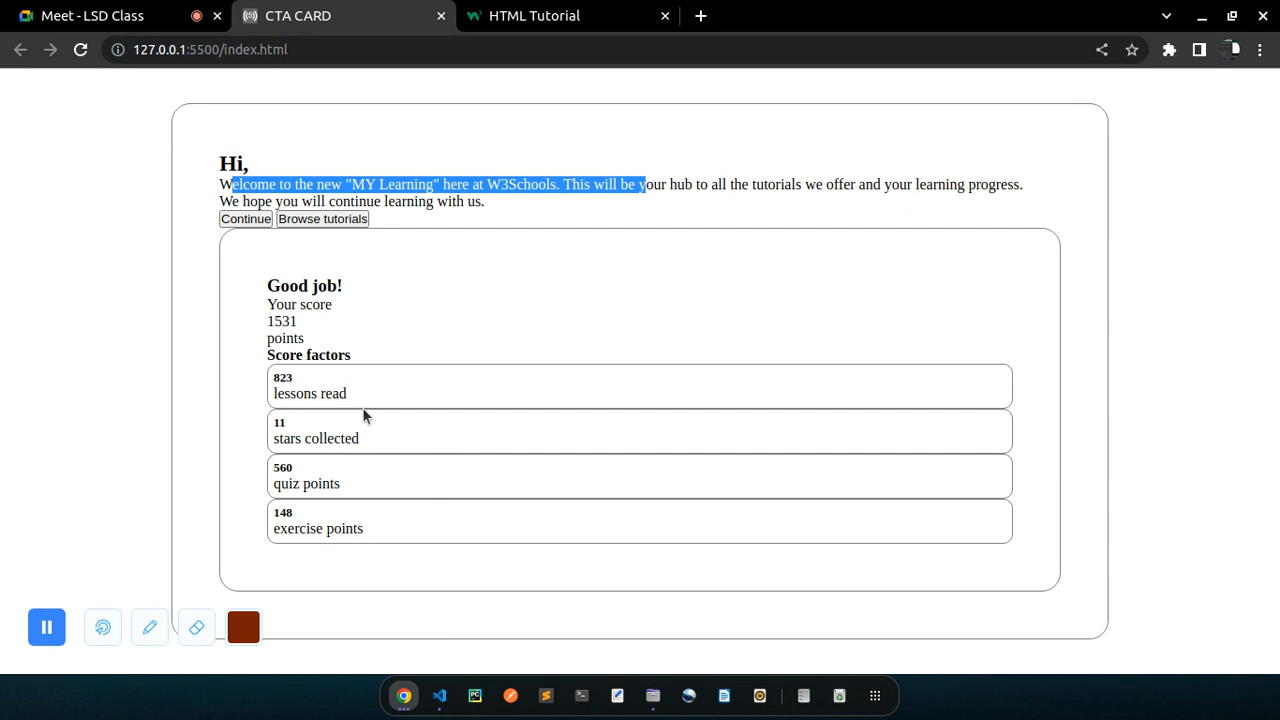 Meet - LSD Class
CTA CARD
HTML Tutorial
127.0.0.1:5500/index.html
Hi,
Welcome to the new "MY Learning" here at W3Schools. This will be your hub to all the tutorials we offer and your learning progress.
We hope you will continue learning with us.
Continue Browse tutorials
Good job!
Your score
1531
points
Score factors
823
lessons read
11
stars collected
560
quiz points
148
exercise points